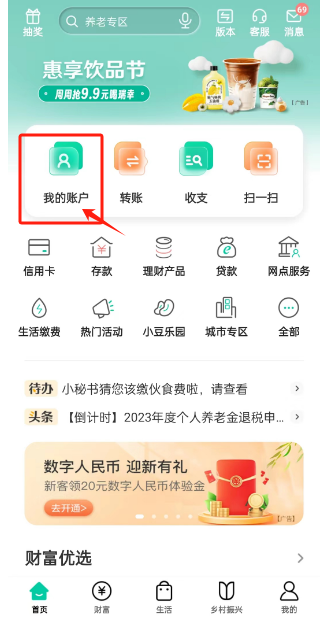 抽奖
养老专区
版本
客服
消息
69
惠享饮品节
周周抢9.9元喝瑞幸
【广告】
我的账户
转账
收支
扫一扫
信用卡
存款
理财产品
贷款
网点服务
生活缴费
热门活动
小豆乐园
城市专区
全部
待办 小秘书猜您该缴伙食费啦，请查看
头条 【倒计时】2023年度个人养老金退税申...
数字人民币 迎新有礼
新客领20元数字人民币体验金
去开通>
【广告】
财富优选
首页
财富
生活
乡村振兴
我的